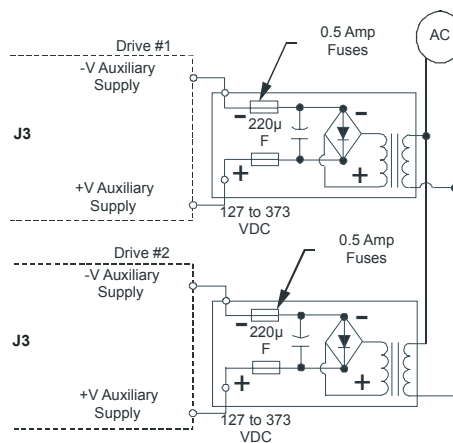 AC
Drive #1
0.5 Amp
Fuses
-V Auxiliary
Supply
-
-
220µ
F
J3
+
+
+V Auxiliary
Supply
127 to 373
VDC
Drive #2
0.5 Amp
Fuses
-V Auxiliary
Supply
-
-
220µ
F
J3
+
+
+V Auxiliary
Supply
127 to 373
VDC